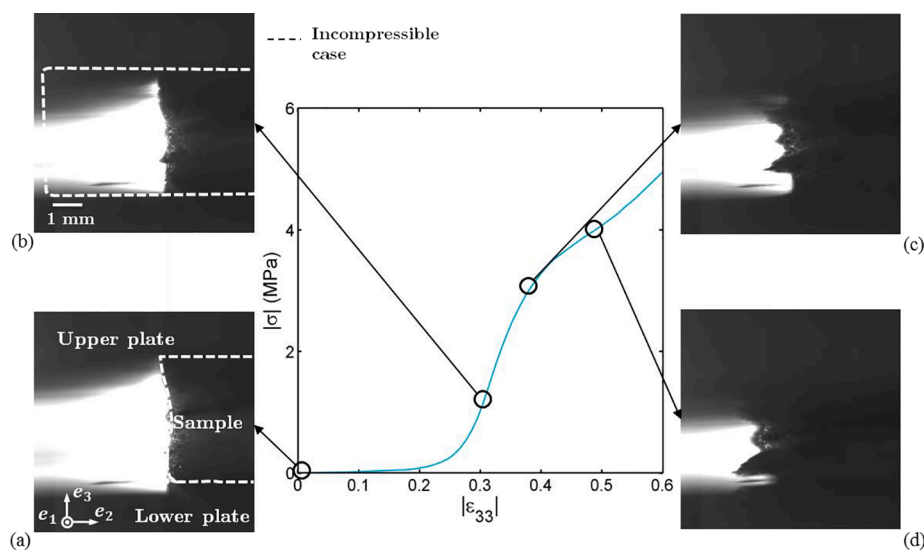 (b)
1 mm
Incompressible
case
(c)
6
4
2
0
|σ| (MPa)
0
0.1
0.2
0.3
0.4
0.5
0.6
|ε33|
Upper plate
Sample
e3
e1
e2
Lower plate
(a)
(d)